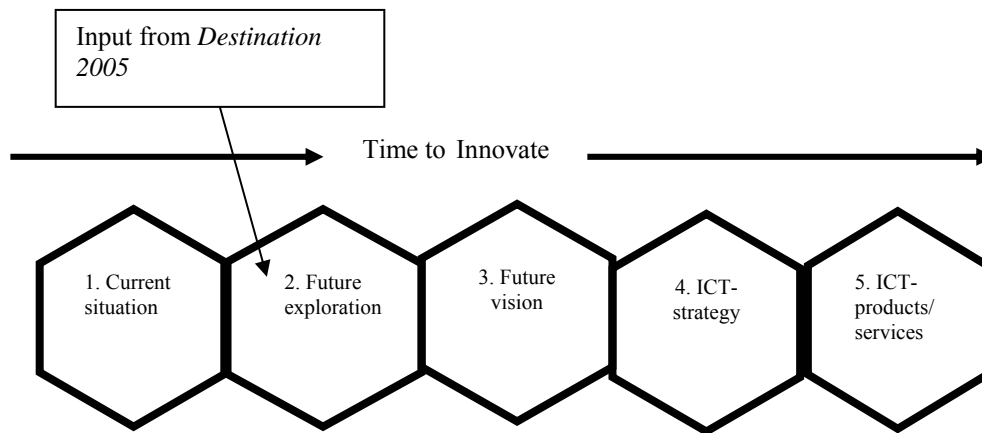 Input from Destination
2005
Time to Innovate
1. Current
situation
2. Future
exploration
3. Future
vision
4. ICT-
strategy
5. ICT-
products/
services